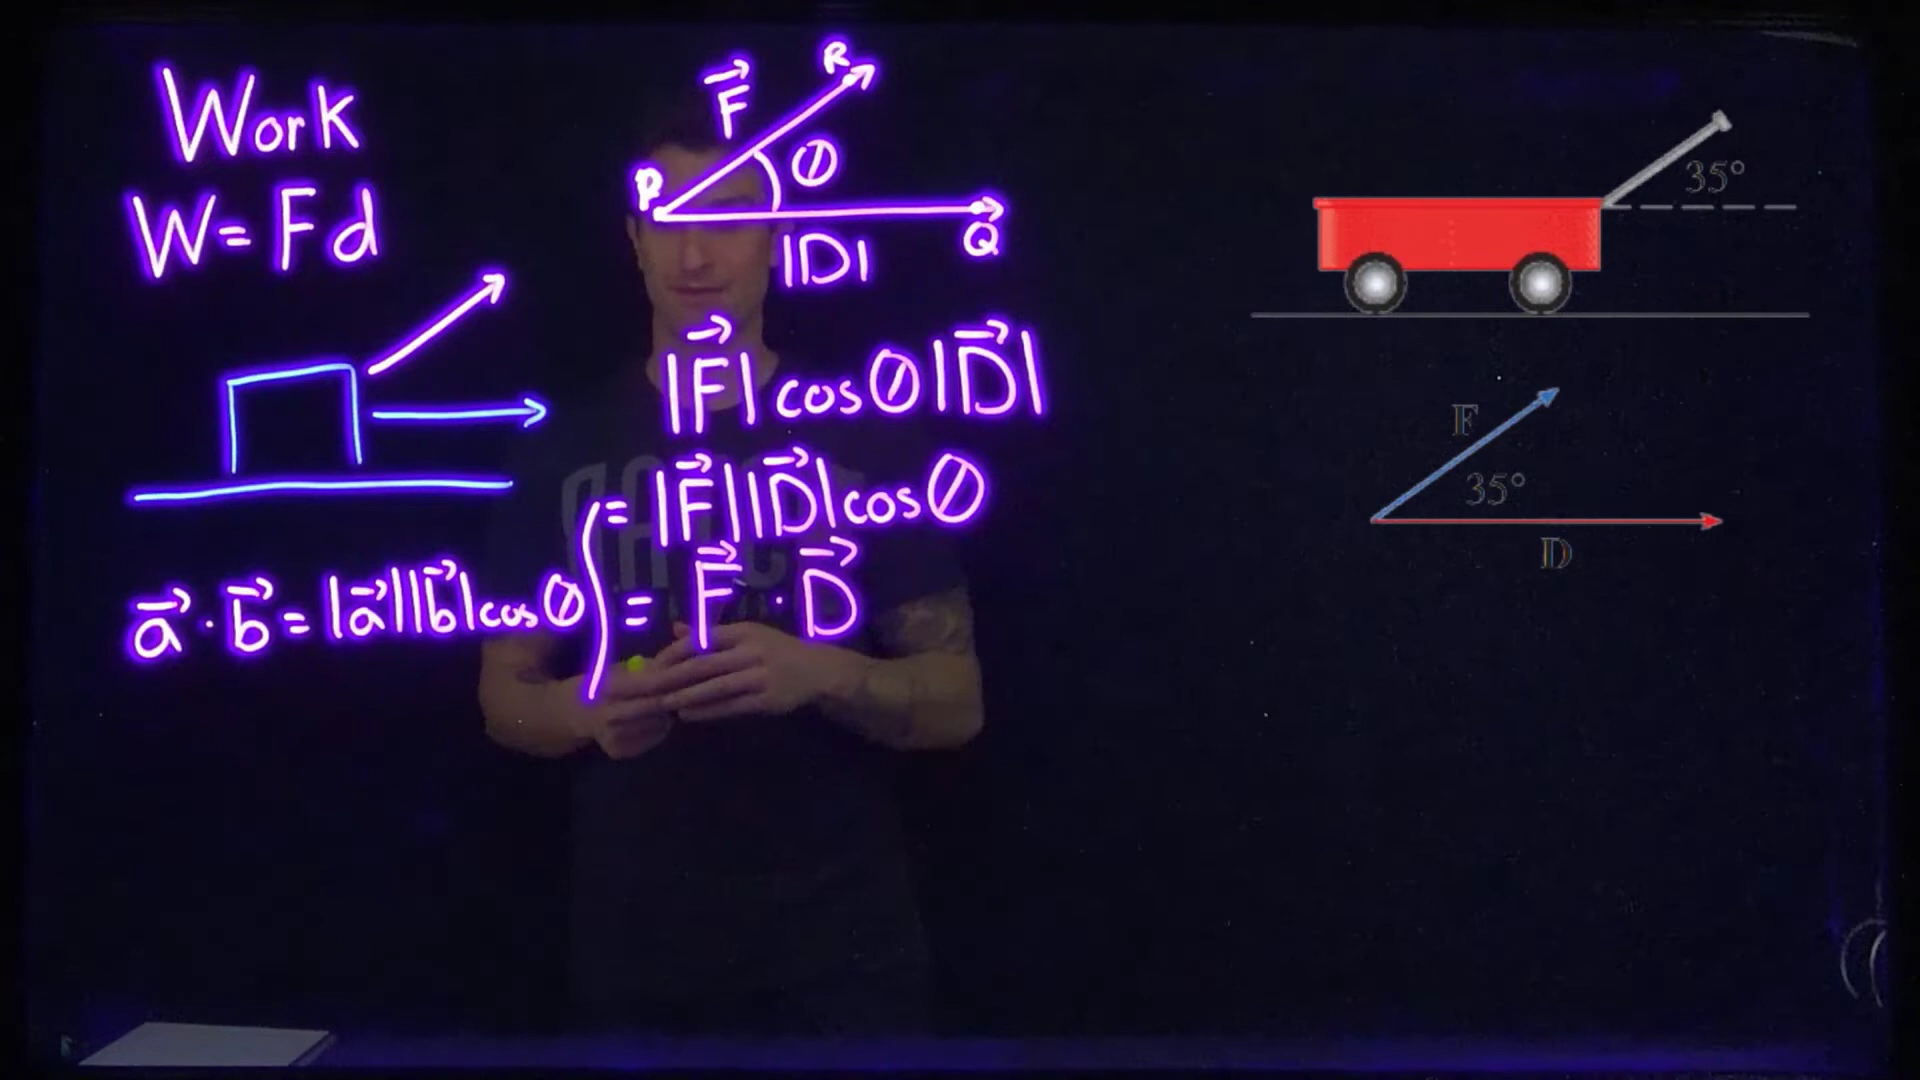 Work
W = Fd
F⃗
R
θ
P
Q
|D|
|F⃗| cos θ |D⃗|
= |F⃗||D⃗| cos θ
a⃗ · b⃗ = |a⃗||b⃗| cos θ
= F⃗ · D⃗
35°
F
35°
D